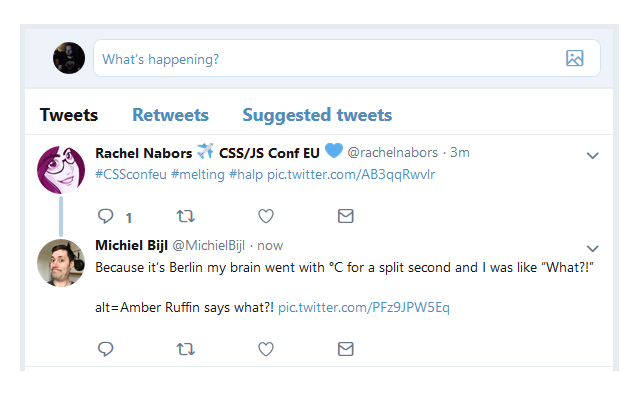 What's happening?
Tweets Retweets Suggested tweets
Rachel Nabors ✈️ CSS/JS Conf EU 💙 @rachelnabors · 3m
#CSSconfeu #melting #halp pic.twitter.com/AB3qqRwvlr
1
Michiel Bijl @MichielBijl · now
Because it’s Berlin my brain went with °C for a split second and I was like “What?!”
alt=Amber Ruffin says what?! pic.twitter.com/PFz9JPW5Eq